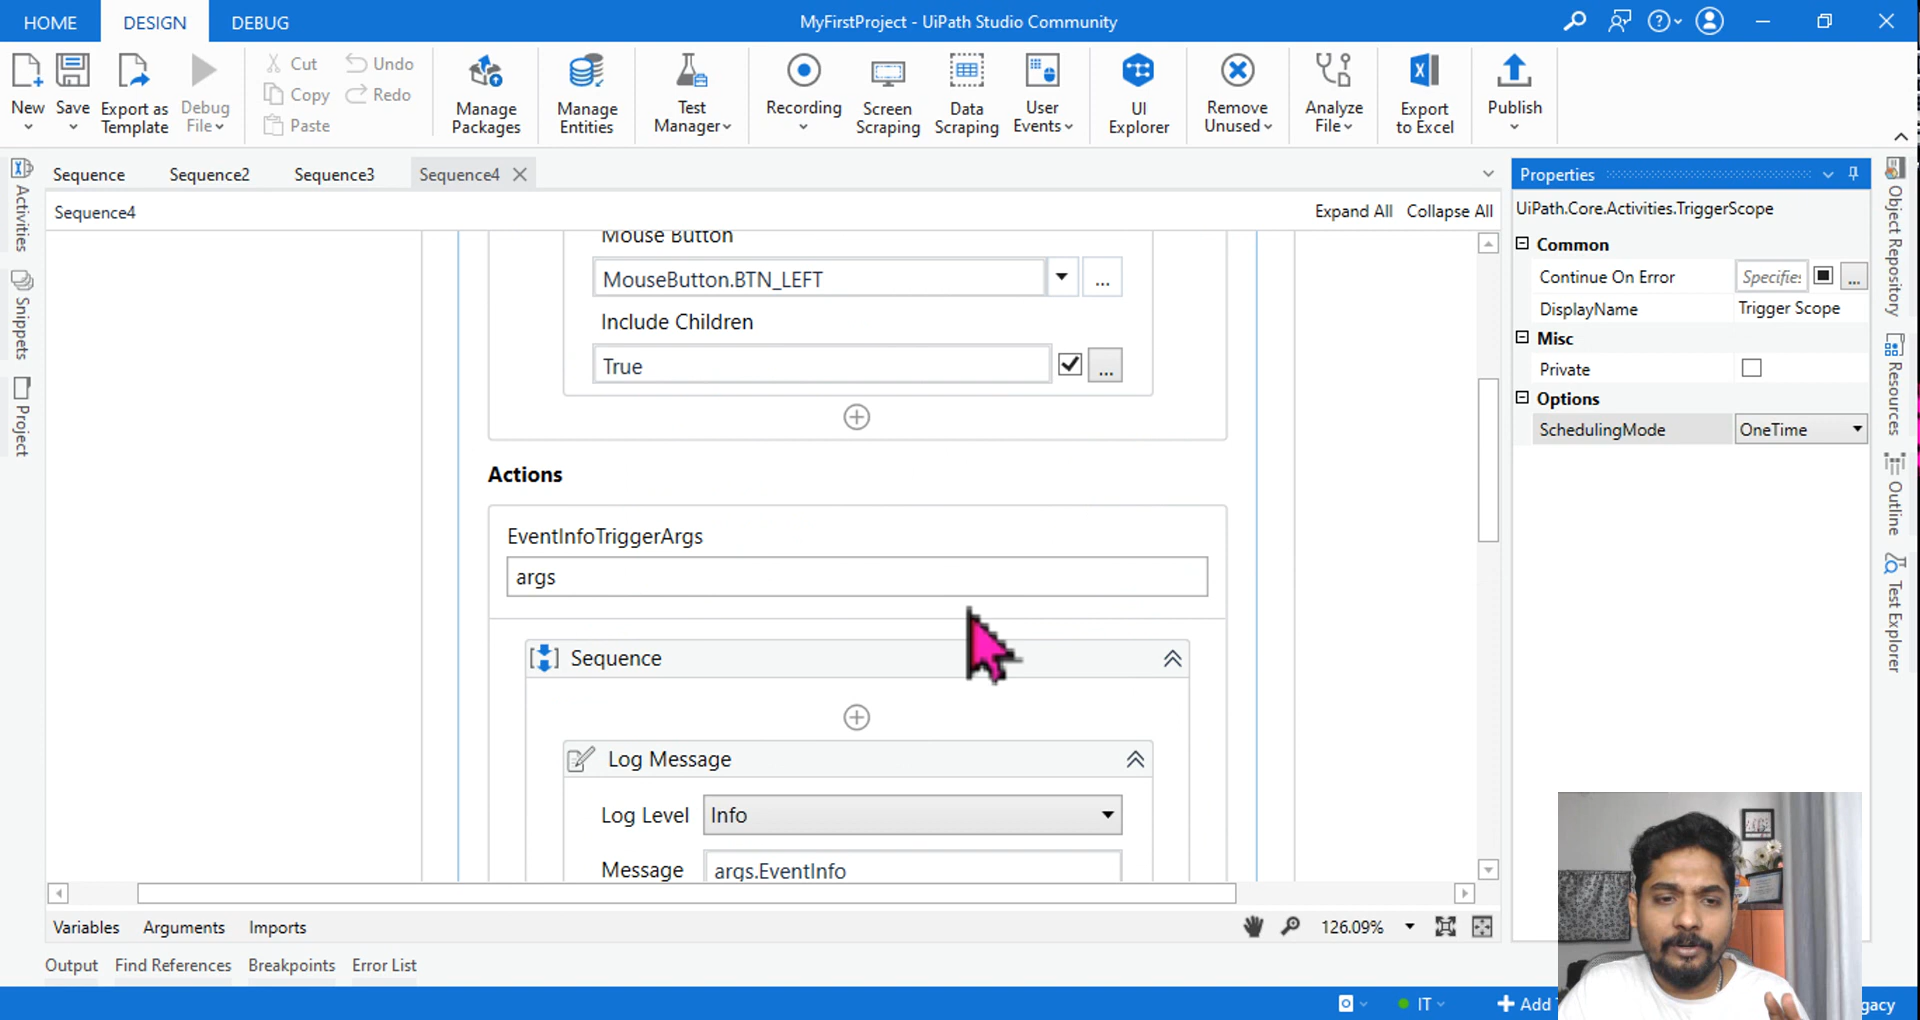 HOME DESIGN DEBUG MyFirstProject - UiPath Studio Community
New Save Export as Template Debug File
Cut Undo
Copy Redo
Paste
Manage Packages Manage Entities Test Manager Recording Screen Scraping Data Scraping User Events UI Explorer Remove Unused Analyze File Export to Excel Publish
Sequence Sequence2 Sequence3 Sequence4
Sequence4 Expand All Collapse All
Activities
Snippets
Project
Mouse Button
MouseButton.BTN_LEFT ...
Include Children
True ...
Actions
EventInfoTriggerArgs
args
Sequence
Log Message
Log Level Info
Message args.EventInfo
Properties
UiPath.Core.Activities.TriggerScope
Common
Continue On Error Specifies ...
DisplayName Trigger Scope
Misc
Private
Options
SchedulingMode OneTime
Object Repository
Resources
Outline
Test Explorer
Variables Arguments Imports 126.09%
Output Find References Breakpoints Error List
IT Add